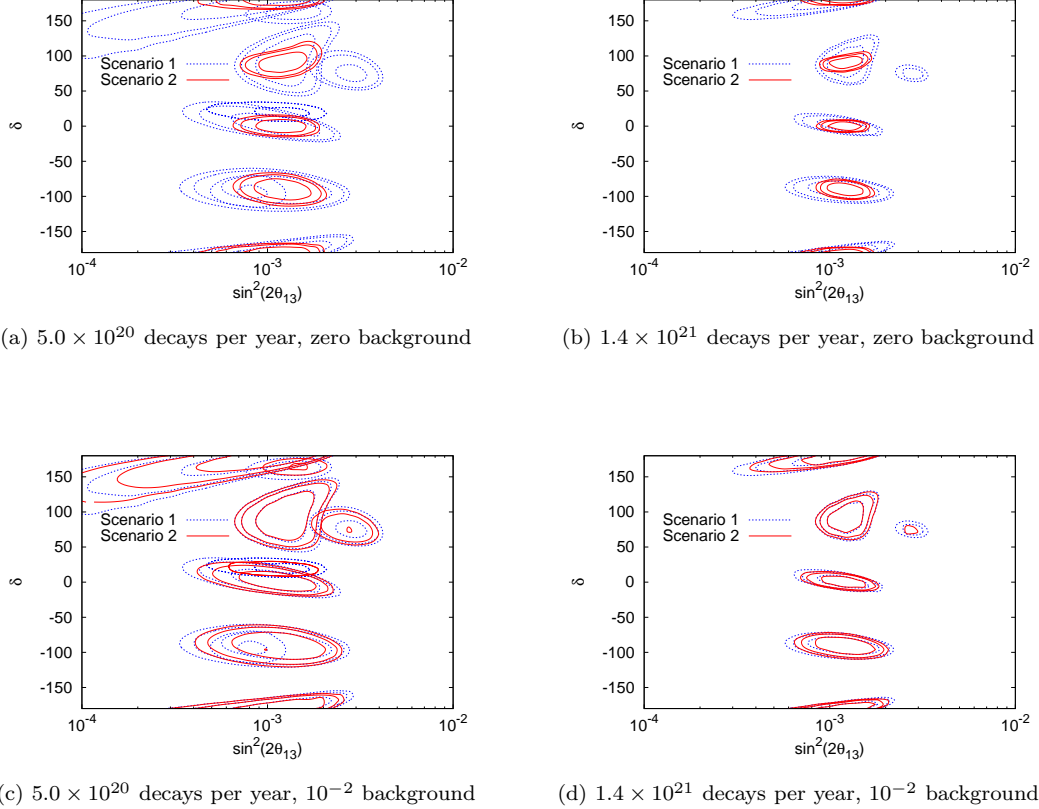 150
100
50
0
-50
-100
-150
δ
Scenario 1
Scenario 2
10^-4
10^-3
10^-2
sin^2(2θ_13)
(a) 5.0 × 10^20 decays per year, zero background
150
100
50
0
-50
-100
-150
δ
Scenario 1
Scenario 2
10^-4
10^-3
10^-2
sin^2(2θ_13)
(b) 1.4 × 10^21 decays per year, zero background
150
100
50
0
-50
-100
-150
δ
Scenario 1
Scenario 2
10^-4
10^-3
10^-2
sin^2(2θ_13)
(c) 5.0 × 10^20 decays per year, 10^−2 background
150
100
50
0
-50
-100
-150
δ
Scenario 1
Scenario 2
10^-4
10^-3
10^-2
sin^2(2θ_13)
(d) 1.4 × 10^21 decays per year, 10^−2 background